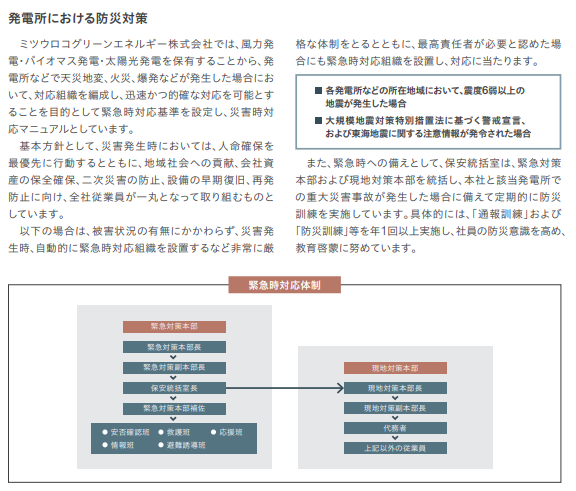 発電所における防災対策
ミツウロコグリーンエネルギー株式会社では、風力発
電・バイオマス発電・太陽光発電を保有することから、発
電所などで天災地変、火災、爆発などが発生した場合にお
いて、対応組織を編成し、迅速かつ的確な対応を可能とす
ることを目的として緊急時対応基準を設定し、災害時対
応マニュアルとしています。
基本方針として、災害発生時においては、人命確保を
最優先に行動するとともに、地域社会への貢献、会社資
産の保全確保、二次災害の防止、設備の早期復旧、再発
防止に向け、全社従業員が一丸となって取り組むものと
しています。
以下の場合は、被害状況の有無にかかわらず、災害発
生時、自動的に緊急時対応組織を設置するなど非常に厳
格な体制をとるとともに、最高責任者が必要と認めた場
合にも緊急時対応組織を設置し、対応に当たります。
■ 各発電所などの所在地域において、震度6弱以上の
地震が発生した場合
■ 大規模地震対策特別措置法に基づく警戒宣言、
および東海地震に関する注意情報が発令された場合
また、緊急時への備えとして、保安統括室は、緊急対策
本部および現地対策本部を統括し、本社と該当発電所で
の重大災害事故が発生した場合に備えて定期的に防災
訓練を実施しています。具体的には、「通報訓練」および
「防災訓練」等を年1回以上実施し、社員の防災意識を高め、
教育啓蒙に努めています。
緊急時対応体制
緊急対策本部
緊急対策本部長
緊急対策副本部長
保安統括室長
緊急対策本部補佐
● 安否確認班 ● 救護班 ● 応援班
● 情報班 ● 避難誘導班
現地対策本部
現地対策本部長
現地対策副本部長
代務者
上記以外の従業員